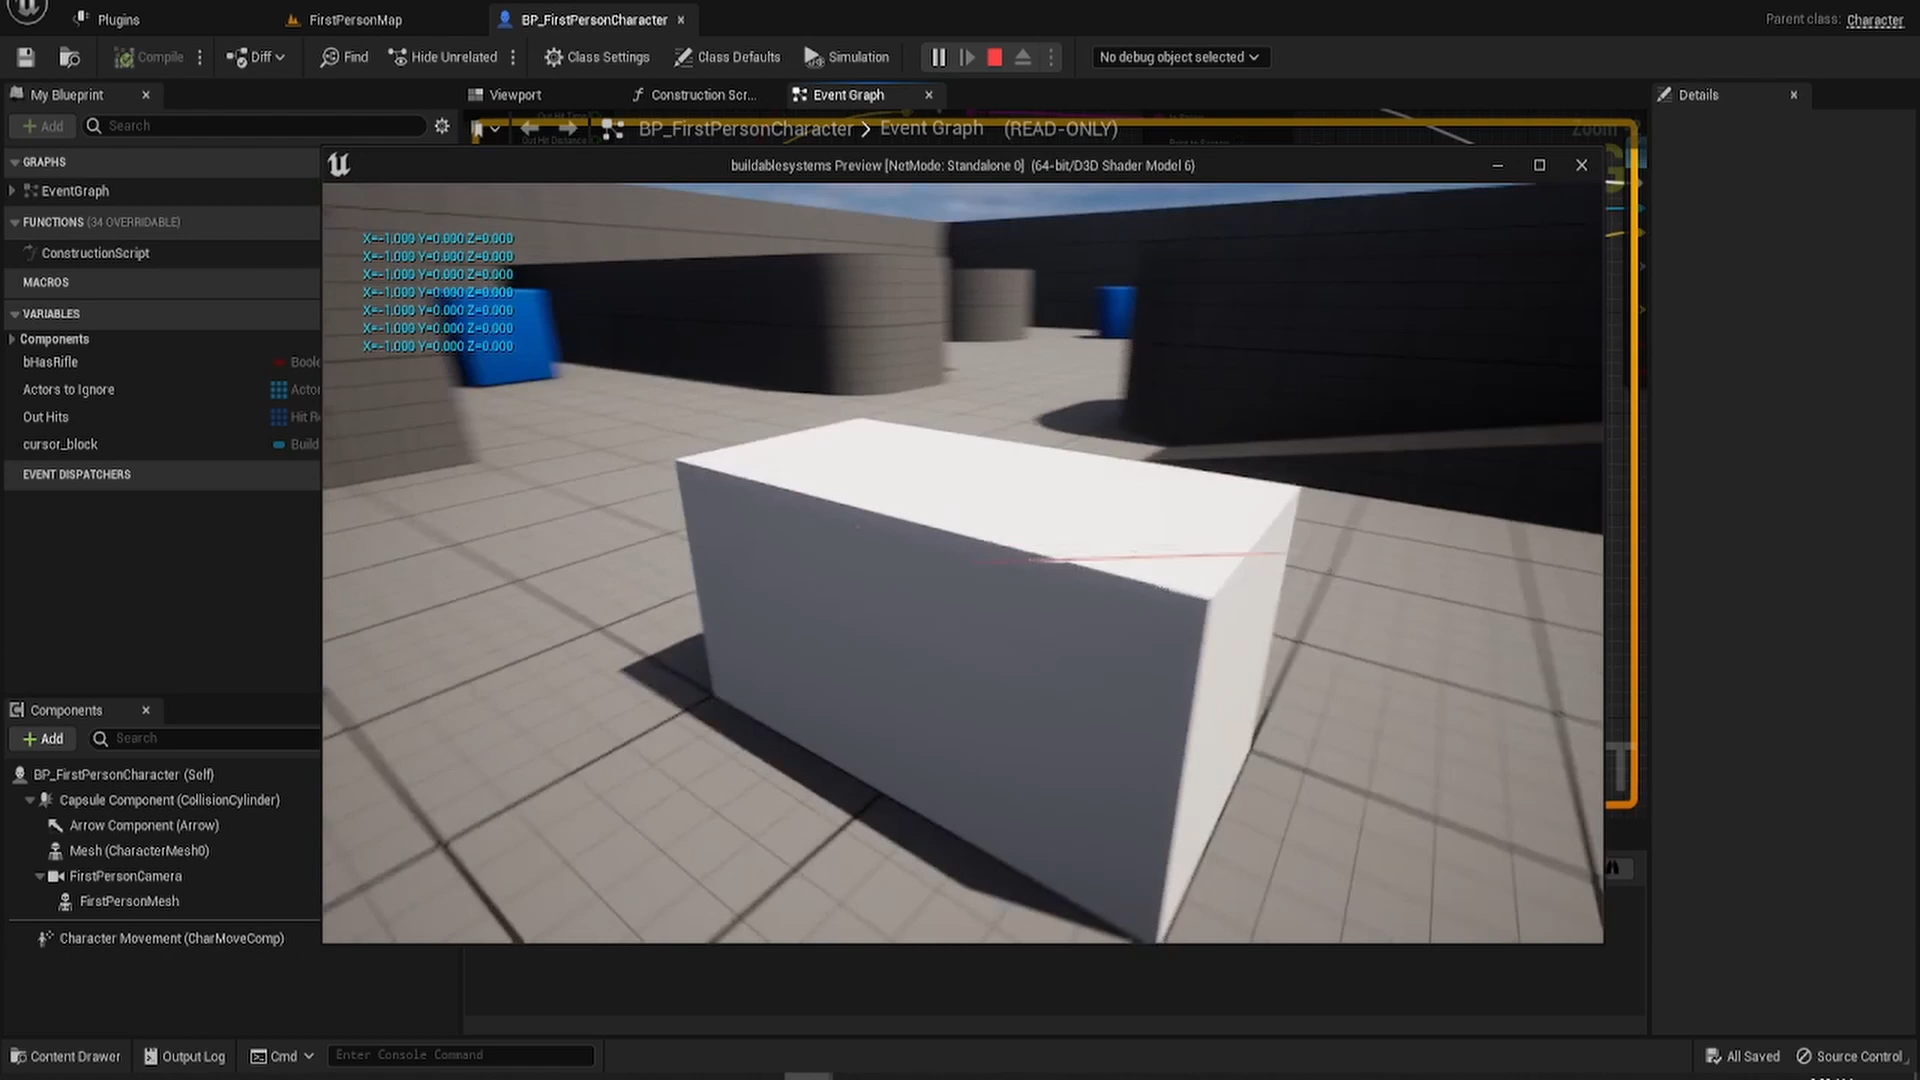 Plugins
FirstPersonMap
BP_FirstPersonCharacter
Parent class: Character
Compile
Diff
Find
Hide Unrelated
Class Settings
Class Defaults
Simulation
No debug object selected
My Blueprint
Viewport
Construction Scr...
Event Graph
Details
Add
Search
BP_FirstPersonCharacter > Event Graph (READ-ONLY)
Zoom
GRAPHS
EventGraph
FUNCTIONS (34 OVERRIDABLE)
ConstructionScript
MACROS
VARIABLES
Components
bHasRifle
Boole
Actors to Ignore
Actor
Out Hits
Hit R
cursor_block
Build
EVENT DISPATCHERS
buildablesystems Preview [NetMode: Standalone 0] (64-bit/D3D Shader Model 6)
X=-1.000 Y=0.000 Z=0.000
X=-1.000 Y=0.000 Z=0.000
X=-1.000 Y=0.000 Z=0.000
X=-1.000 Y=0.000 Z=0.000
X=-1.000 Y=0.000 Z=0.000
X=-1.000 Y=0.000 Z=0.000
X=-1.000 Y=0.000 Z=0.000
Components
Add
Search
BP_FirstPersonCharacter (Self)
Capsule Component (CollisionCylinder)
Arrow Component (Arrow)
Mesh (CharacterMesh0)
FirstPersonCamera
FirstPersonMesh
Character Movement (CharMoveComp)
Content Drawer
Output Log
Cmd
Enter Console Command
All Saved
Source Control